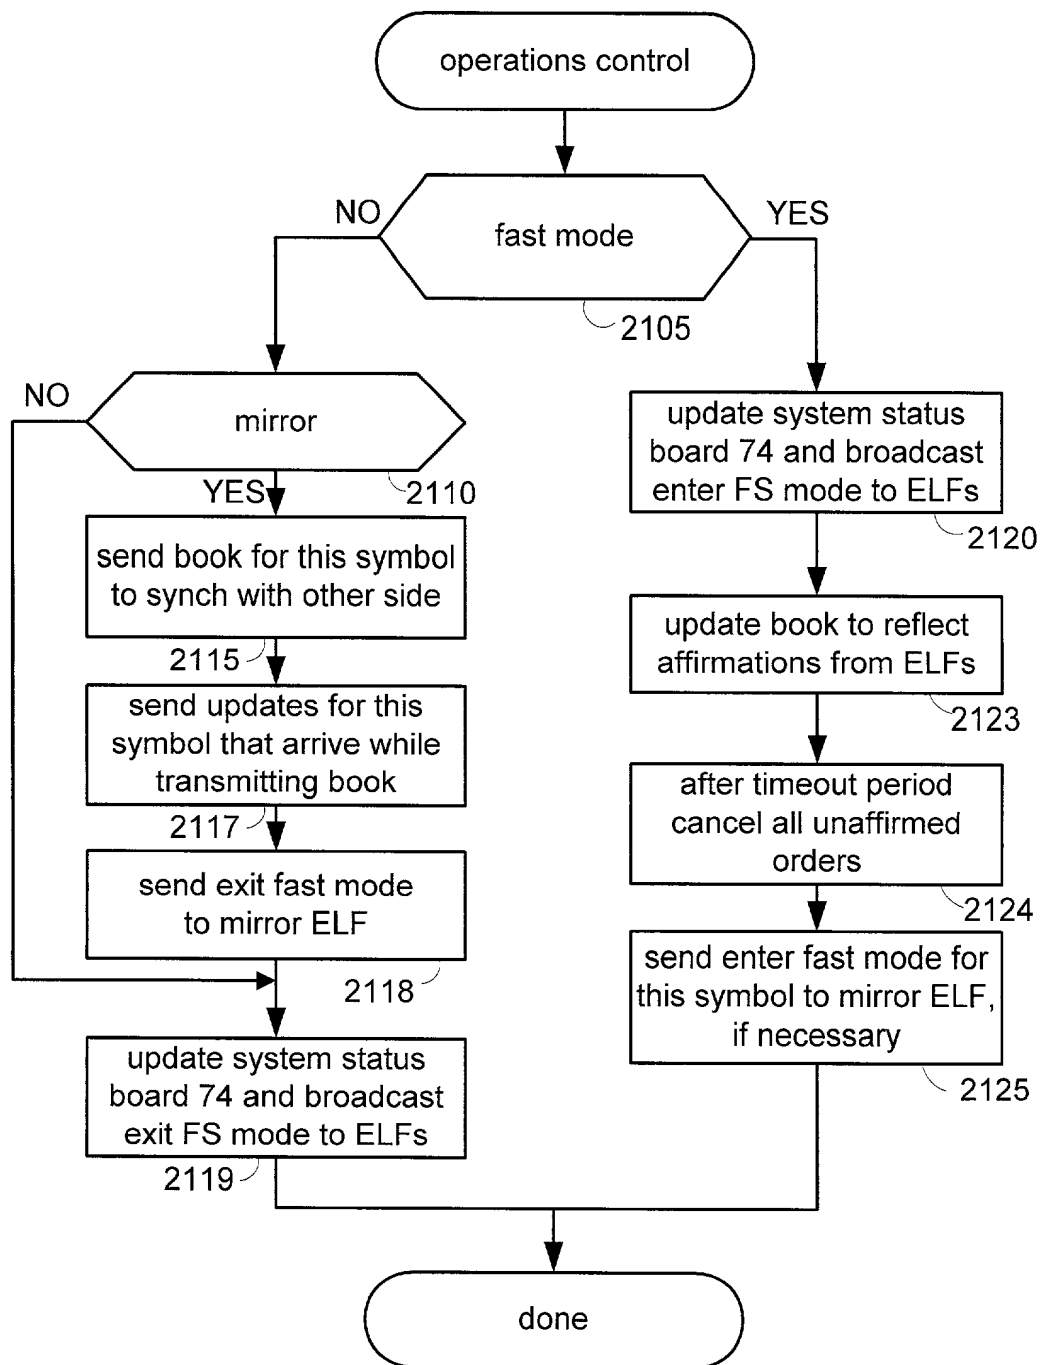 operations control
NO
YES
fast mode
2105
NO
mirror
2110
YES
send book for this symbol
to synch with other side
2115
send updates for this
symbol that arrive while
transmitting book
2117
send exit fast mode
to mirror ELF
2118
update system status
board 74 and broadcast
exit FS mode to ELFs
2119
update system status
board 74 and broadcast
enter FS mode to ELFs
2120
update book to reflect
affirmations from ELFs
2123
after timeout period
cancel all unaffirmed
orders
2124
send enter fast mode for
this symbol to mirror ELF,
if necessary
2125
done